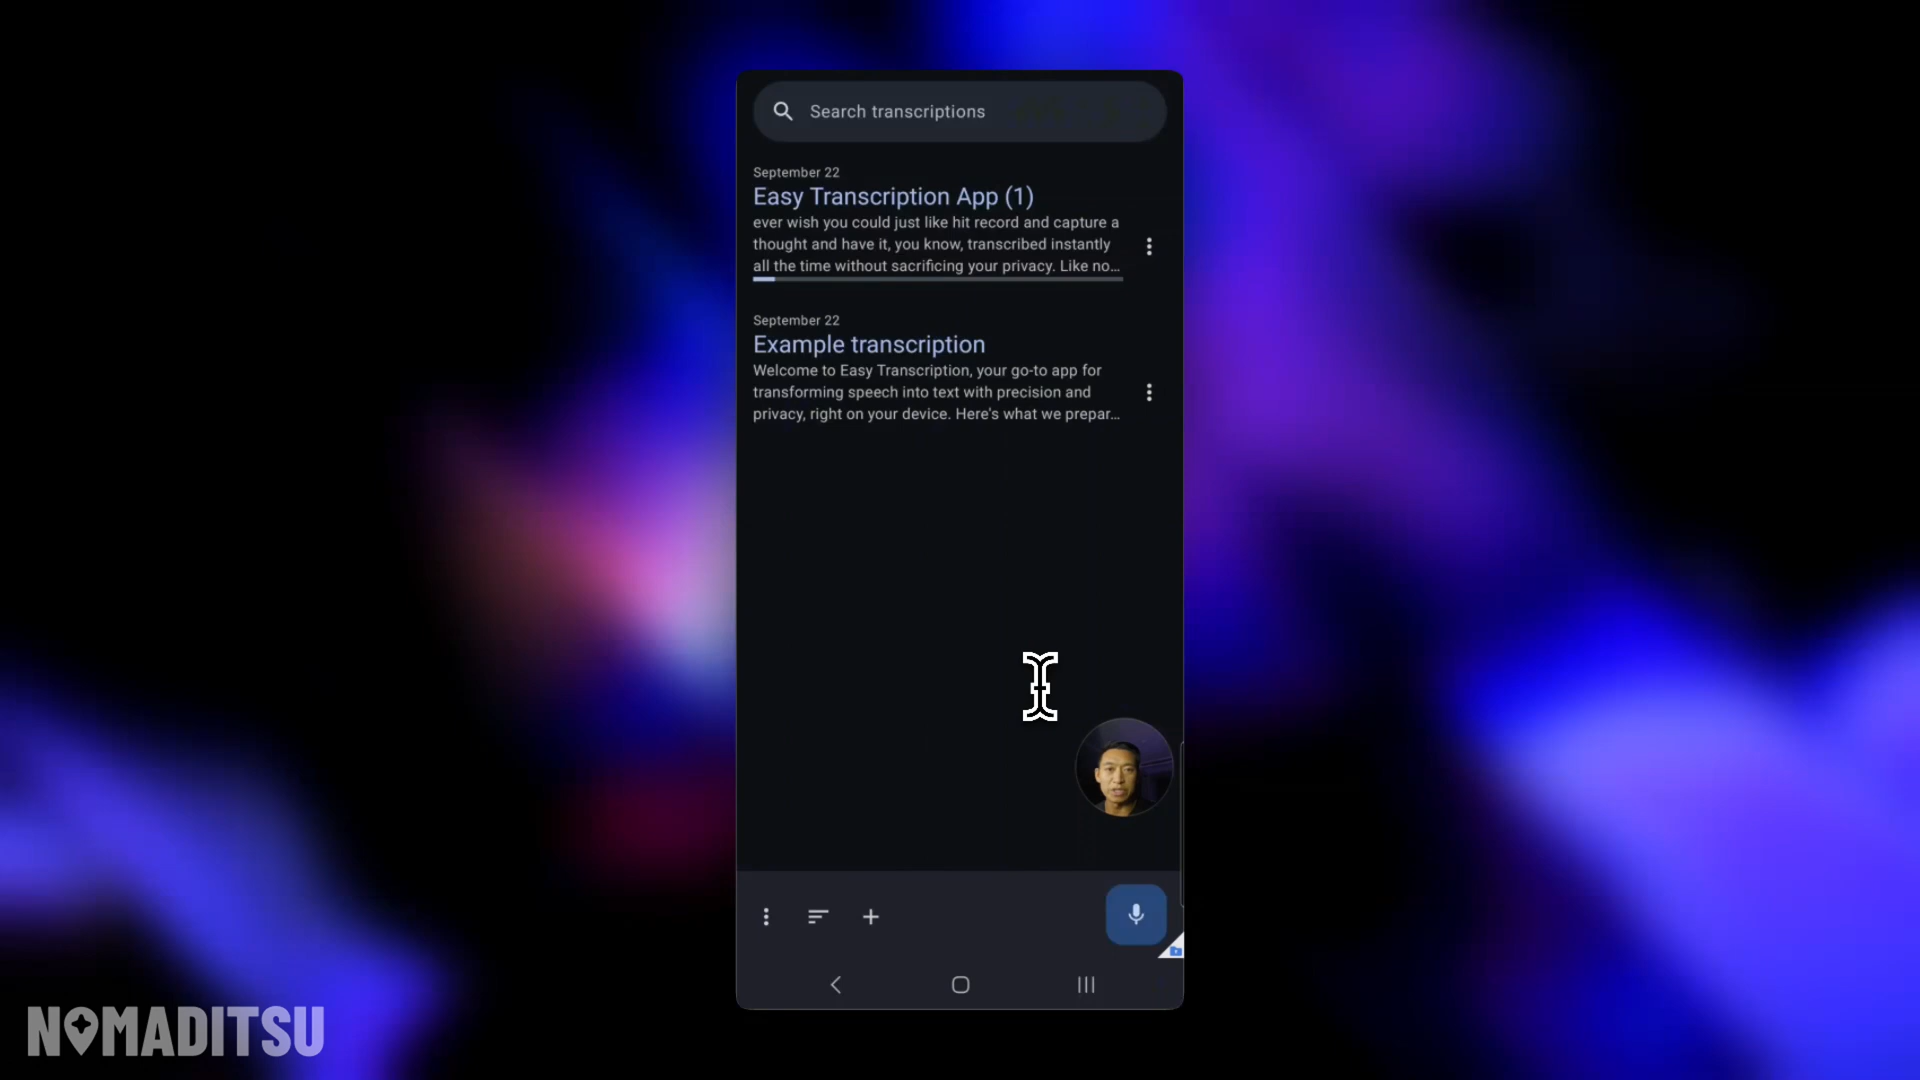 Search transcriptions
September 22
Easy Transcription App (1)
ever wish you could just like hit record and capture a
thought and have it, you know, transcribed instantly
all the time without sacrificing your privacy. Like no...
September 22
Example transcription
Welcome to Easy Transcription, your go-to app for
transforming speech into text with precision and
privacy, right on your device. Here's what we prepar...
NOMADITSU